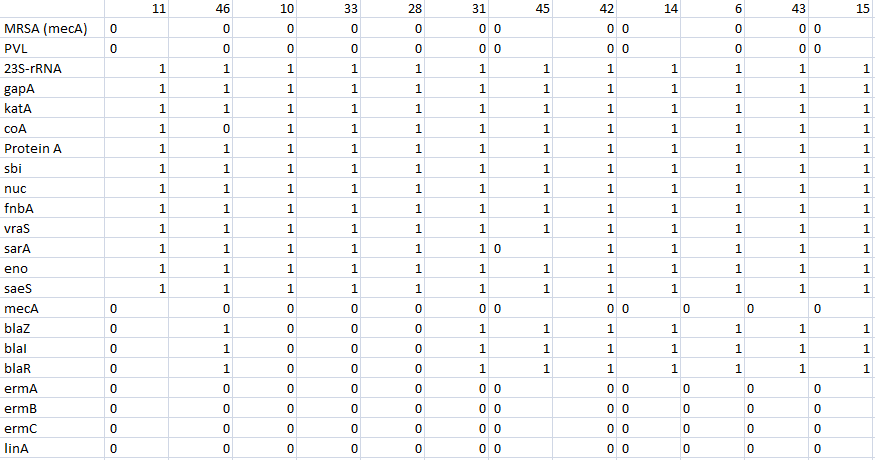 11 46 10 33 28 31 45 42 14 6 43 15
MRSA (mecA) 0 0 0 0 0 0 0 0 0 0 0 0
PVL 0 0 0 0 0 0 0 0 0 0 0 0
23S-rRNA 1 1 1 1 1 1 1 1 1 1 1 1
gapA 1 1 1 1 1 1 1 1 1 1 1 1
katA 1 1 1 1 1 1 1 1 1 1 1 1
coA 1 0 1 1 1 1 1 1 1 1 1 1
Protein A 1 1 1 1 1 1 1 1 1 1 1 1
sbi 1 1 1 1 1 1 1 1 1 1 1 1
nuc 1 1 1 1 1 1 1 1 1 1 1 1
fnbA 1 1 1 1 1 1 1 1 1 1 1 1
vraS 1 1 1 1 1 1 1 1 1 1 1 1
sarA 1 1 1 1 1 1 0 1 1 1 1 1
eno 1 1 1 1 1 1 1 1 1 1 1 1
saeS 1 1 1 1 1 1 1 1 1 1 1 1
mecA 0 0 0 0 0 0 0 0 0 0 0 0
blaZ 0 1 0 0 0 1 1 1 1 1 1 1
blaI 0 1 0 0 0 1 1 1 1 1 1 1
blaR 0 1 0 0 0 1 1 1 1 1 1 1
ermA 0 0 0 0 0 0 0 0 0 0 0 0
ermB 0 0 0 0 0 0 0 0 0 0 0 0
ermC 0 0 0 0 0 0 0 0 0 0 0 0
linA 0 0 0 0 0 0 0 0 0 0 0 0